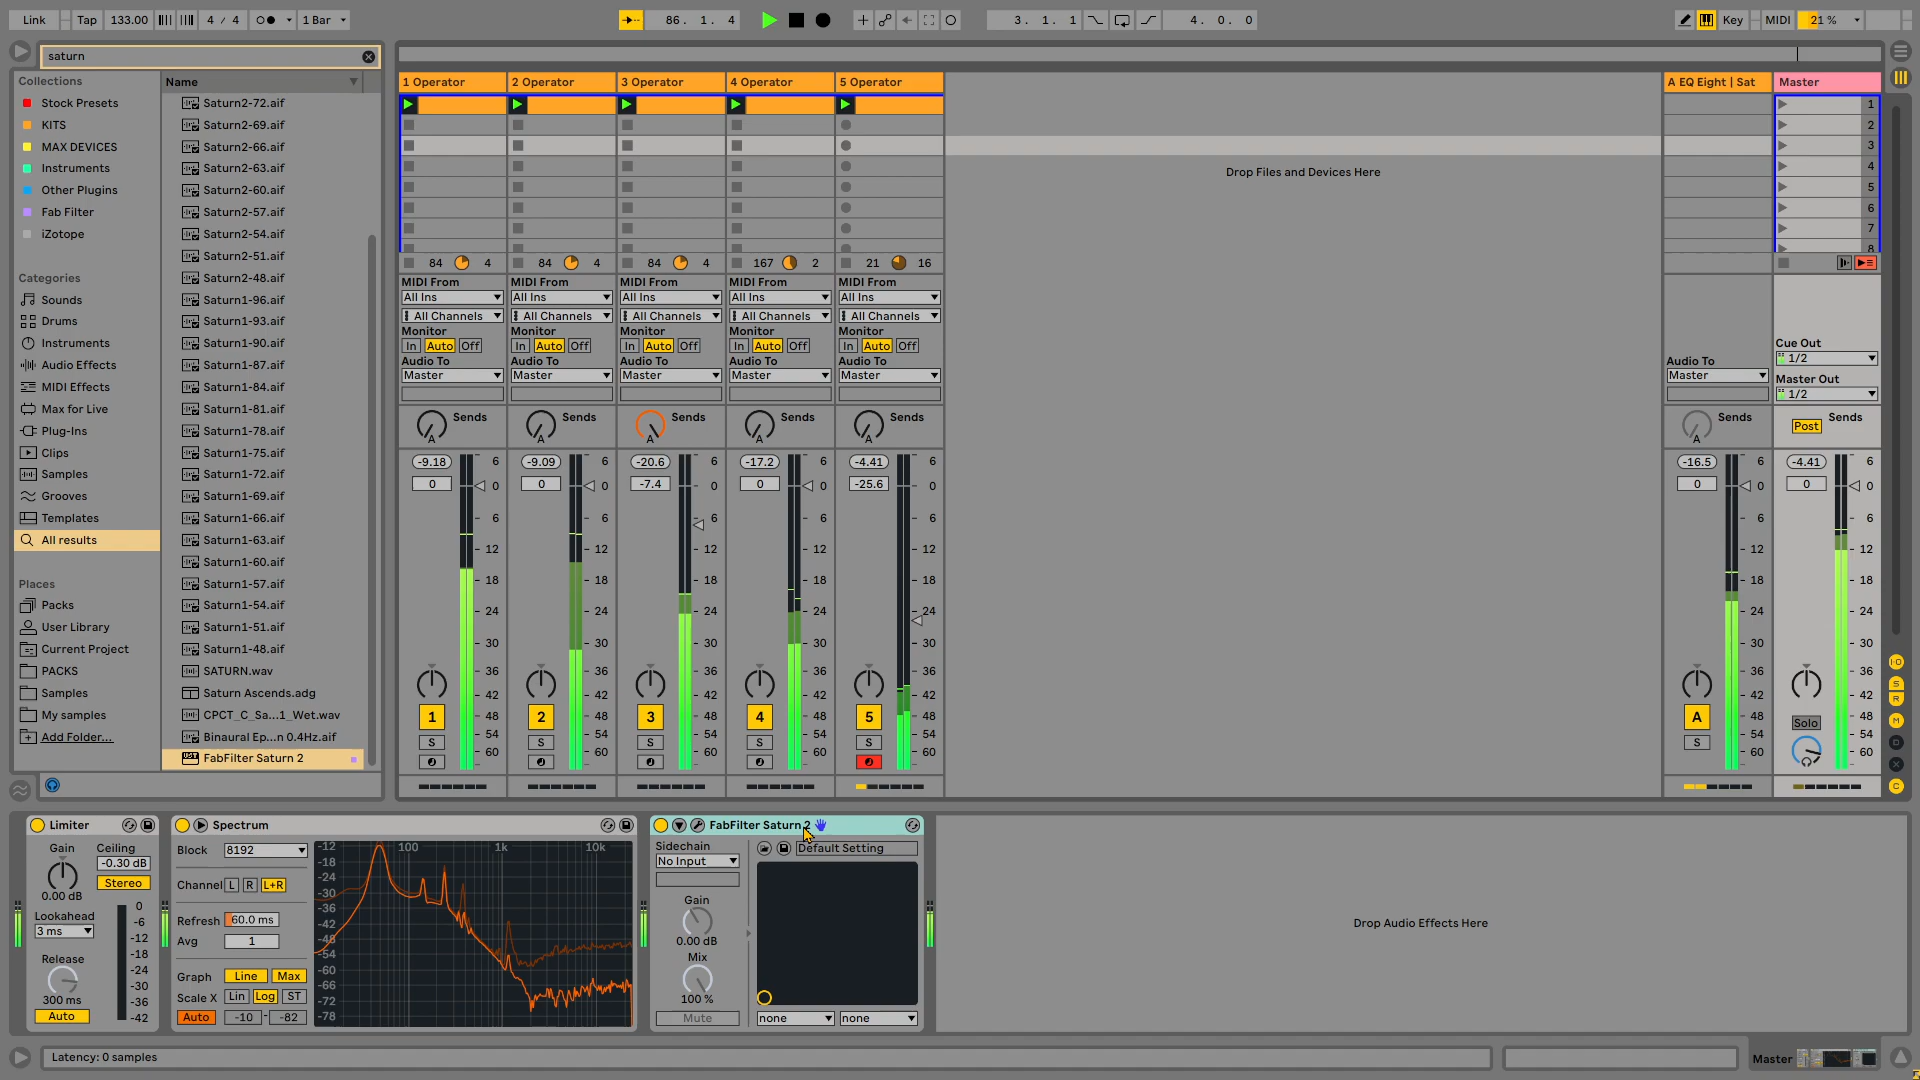 Link Tap 133.00 4 / 4 1 Bar 86. 1. 4 3. 1. 1 4. 0. 0 Key MIDI 21 %
saturn
Collections
Stock Presets
KITS
MAX DEVICES
Instruments
Other Plugins
Fab Filter
iZotope
Categories
Sounds
Drums
Instruments
Audio Effects
MIDI Effects
Max for Live
Plug-Ins
Clips
Samples
Grooves
Templates
All results
Places
Packs
User Library
Current Project
PACKS
Samples
My samples
Add Folder...
Name
Saturn2-72.aif
Saturn2-69.aif
Saturn2-66.aif
Saturn2-63.aif
Saturn2-60.aif
Saturn2-57.aif
Saturn2-54.aif
Saturn2-51.aif
Saturn2-48.aif
Saturn1-96.aif
Saturn1-93.aif
Saturn1-90.aif
Saturn1-87.aif
Saturn1-84.aif
Saturn1-81.aif
Saturn1-78.aif
Saturn1-75.aif
Saturn1-72.aif
Saturn1-69.aif
Saturn1-66.aif
Saturn1-63.aif
Saturn1-60.aif
Saturn1-57.aif
Saturn1-54.aif
Saturn1-51.aif
Saturn1-48.aif
SATURN.wav
Saturn Ascends.adg
CPCT_C_Sa...1_Wet.wav
Binaural Ep...n 0.4Hz.aif
FabFilter Saturn 2
1 Operator 2 Operator 3 Operator 4 Operator 5 Operator A EQ Eight | Sat Master
1
2
3
4
5
6
7
8
Drop Files and Devices Here
84 4 84 4 84 4 167 2 21 16
MIDI From MIDI From MIDI From MIDI From MIDI From
All Ins All Ins All Ins All Ins All Ins
All Channels All Channels All Channels All Channels All Channels
Monitor Monitor Monitor Monitor Monitor
In Auto Off In Auto Off In Auto Off In Auto Off In Auto Off
Audio To Audio To Audio To Audio To Audio To Audio To
Master Master Master Master Master Master
Cue Out
1/2
Master Out
1/2
Sends Sends Sends Sends Sends Sends Sends
A A A A A A Post
-9.18 6 -9.09 6 -20.6 6 -17.2 6 -4.41 6 -16.5 6 -4.41 6
0 0 0 0 -7.4 0 0 0 -25.6 0 0 0 0 0
6 6 6 6 6 6 6
12 12 12 12 12 12 12
18 18 18 18 18 18 18
24 24 24 24 24 24 24
30 30 30 30 30 30 30
36 36 36 36 36 36 36
42 42 42 42 42 42 42
1 48 2 48 3 48 4 48 5 48 A 48 48
54 54 54 54 54 54 Solo 54
S S S S S S
60 60 60 60 60 60 60
I·O
S
R
M
D
X
C
Limiter
Gain Ceiling
-0.30 dB
Stereo
0.00 dB
Lookahead
3 ms
Release
300 ms
Auto
0
-6
-12
-18
-24
-30
-36
-42
Spectrum
Block 8192
Channel L R L+R
Refresh 60.0 ms
Avg 1
Graph Line Max
Scale X Lin Log ST
Auto -10 - -82
100 1k 10k
-12
-18
-24
-30
-36
-42
-48
-54
-60
-66
-72
-78
FabFilter Saturn 2
Sidechain
No Input
Default Setting
Gain
0.00 dB
Mix
100 %
Mute
none none
Drop Audio Effects Here
Latency: 0 samples
Master